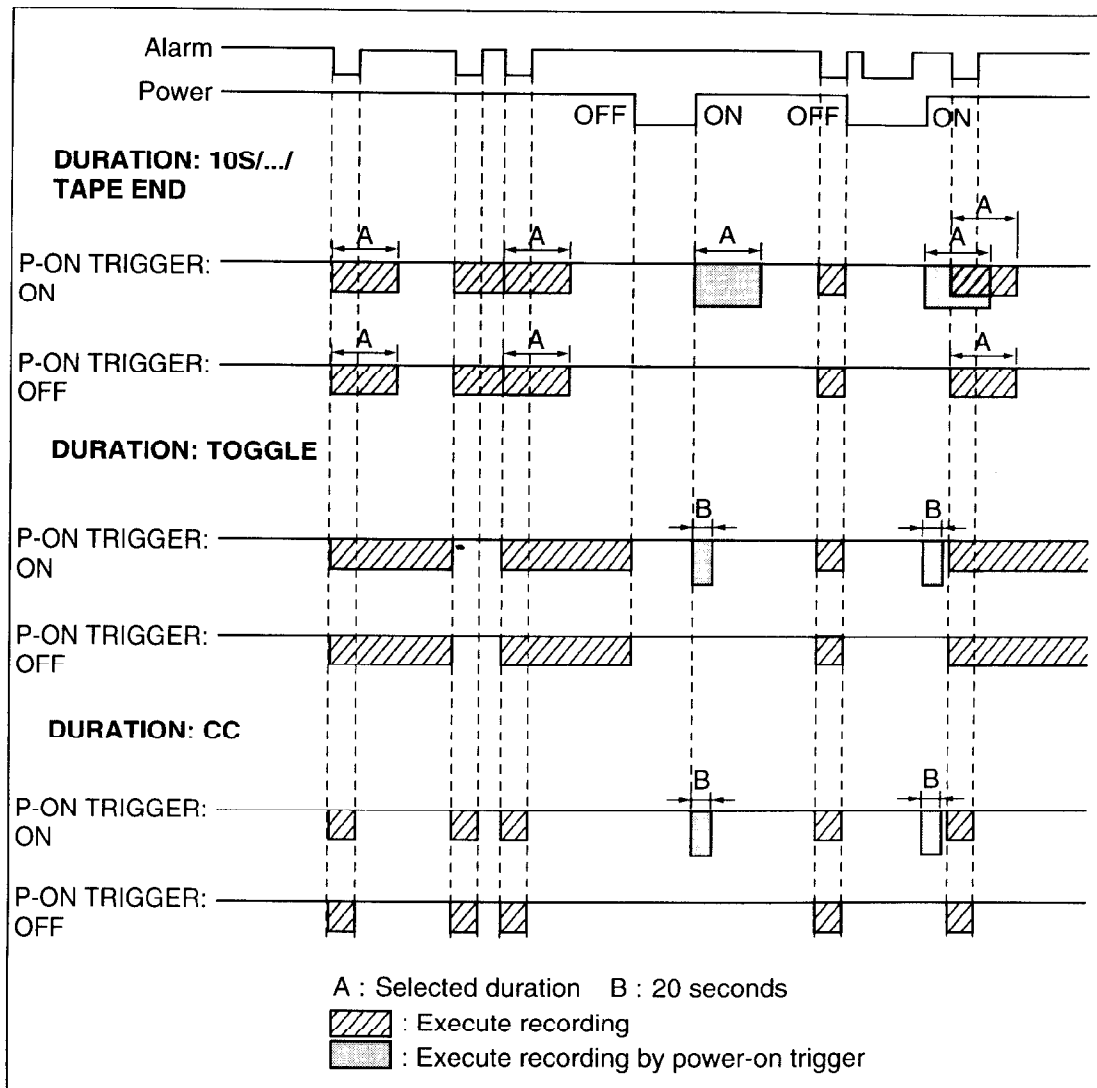 Alarm
Power
OFF ON OFF ON
DURATION: 10S/.../
TAPE END
A
A A A A
P-ON TRIGGER:
ON
A A A
P-ON TRIGGER:
OFF
DURATION: TOGGLE
B B
P-ON TRIGGER:
ON
P-ON TRIGGER:
OFF
DURATION: CC
B B
P-ON TRIGGER:
ON
P-ON TRIGGER:
OFF
A : Selected duration B : 20 seconds
: Execute recording
: Execute recording by power-on trigger